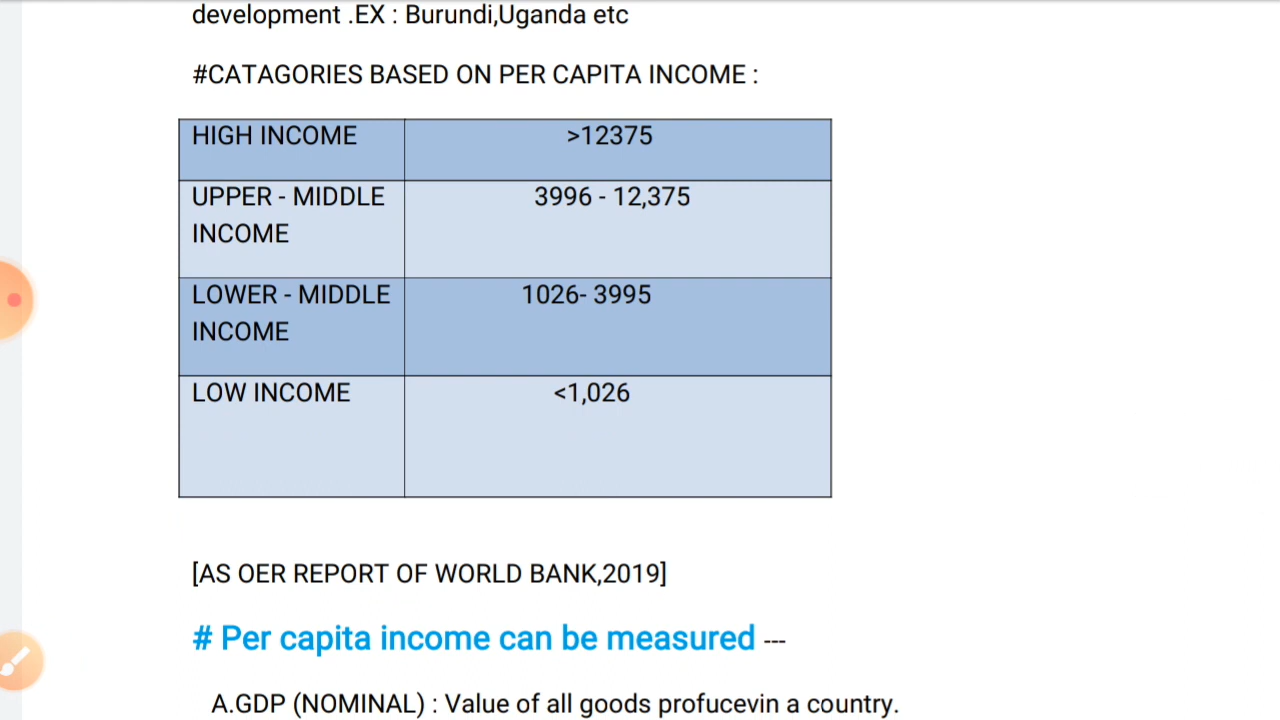 development .EX : Burundi,Uganda etc
#CATAGORIES BASED ON PER CAPITA INCOME :
HIGH INCOME >12375
UPPER - MIDDLE 3996 - 12,375
INCOME
LOWER - MIDDLE 1026- 3995
INCOME
LOW INCOME <1,026
[AS OER REPORT OF WORLD BANK,2019]
# Per capita income can be measured ---
A.GDP (NOMINAL) : Value of all goods profucevin a country.